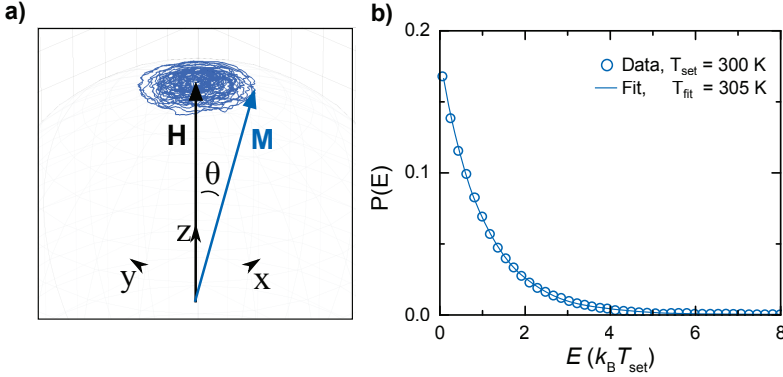 a)
H
M
θ
z
y
x
b)
0.2
Data, T_set = 300 K
Fit, T_fit = 305 K
P(E)
0.1
0.0
0 2 4 6 8
E (k_B T_set)